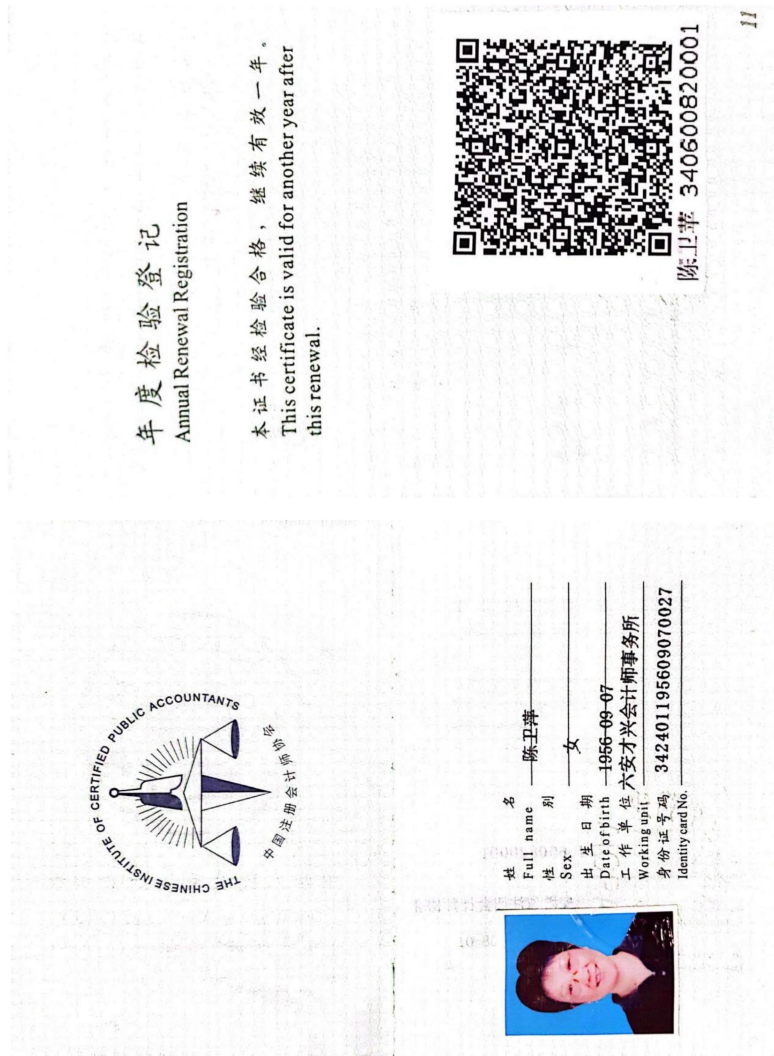 年度检验登记
Annual Renewal Registration
本证书经检验合格，继续有效一年。
This certificate is valid for another year after
this renewal.
陈卫苹 340600820001
11
THE CHINESE INSTITUTE OF CERTIFIED PUBLIC ACCOUNTANTS
中国注册会计师协会
姓 名
Full name 陈卫萍
性 别
Sex 女
出 生 日 期
Date of birth 1956-09-07
工 作 单 位
Working unit 六安才兴会计师事务所
身份证号码
Identity card No. 342401195609070027